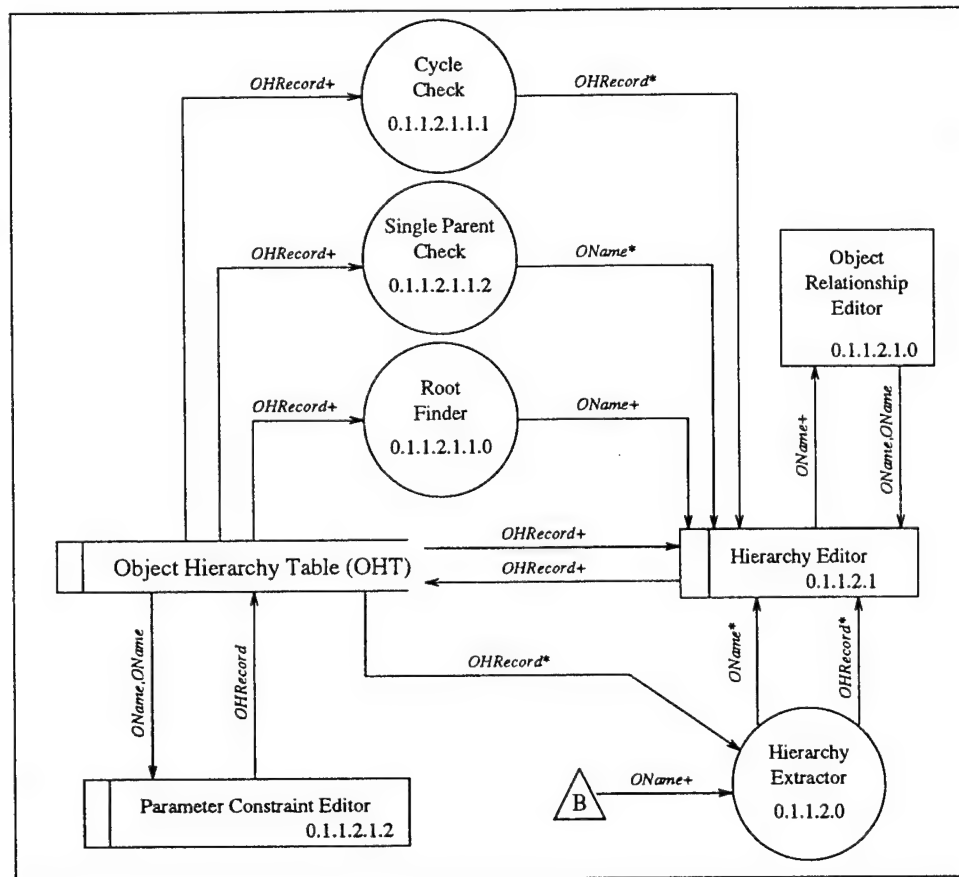 Cycle
Check
0.1.1.2.1.1.1
OHRecord+
OHRecord*
Single Parent
Check
0.1.1.2.1.1.2
OHRecord+
OName*
Object
Relationship
Editor
0.1.1.2.1.0
Root
Finder
0.1.1.2.1.1.0
OHRecord+
OName+
OName+
OName,OName
Object Hierarchy Table (OHT)
OHRecord+
OHRecord+
Hierarchy Editor
0.1.1.2.1
OName,OName
OHRecord
OHRecord*
OName*
OHRecord*
Parameter Constraint Editor
0.1.1.2.1.2
B
OName+
Hierarchy
Extractor
0.1.1.2.0